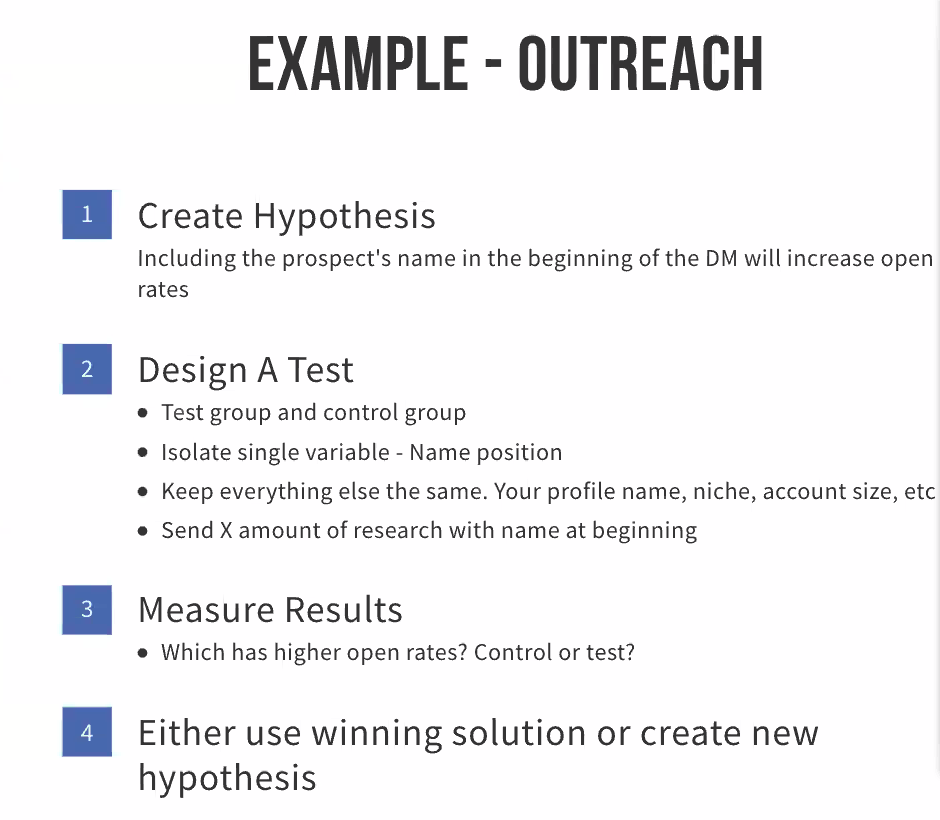 EXAMPLE - OUTREACH
1 Create Hypothesis
Including the prospect's name in the beginning of the DM will increase open
rates
2 Design A Test
• Test group and control group
• Isolate single variable - Name position
• Keep everything else the same. Your profile name, niche, account size, etc
• Send X amount of research with name at beginning
3 Measure Results
• Which has higher open rates? Control or test?
4 Either use winning solution or create new
hypothesis